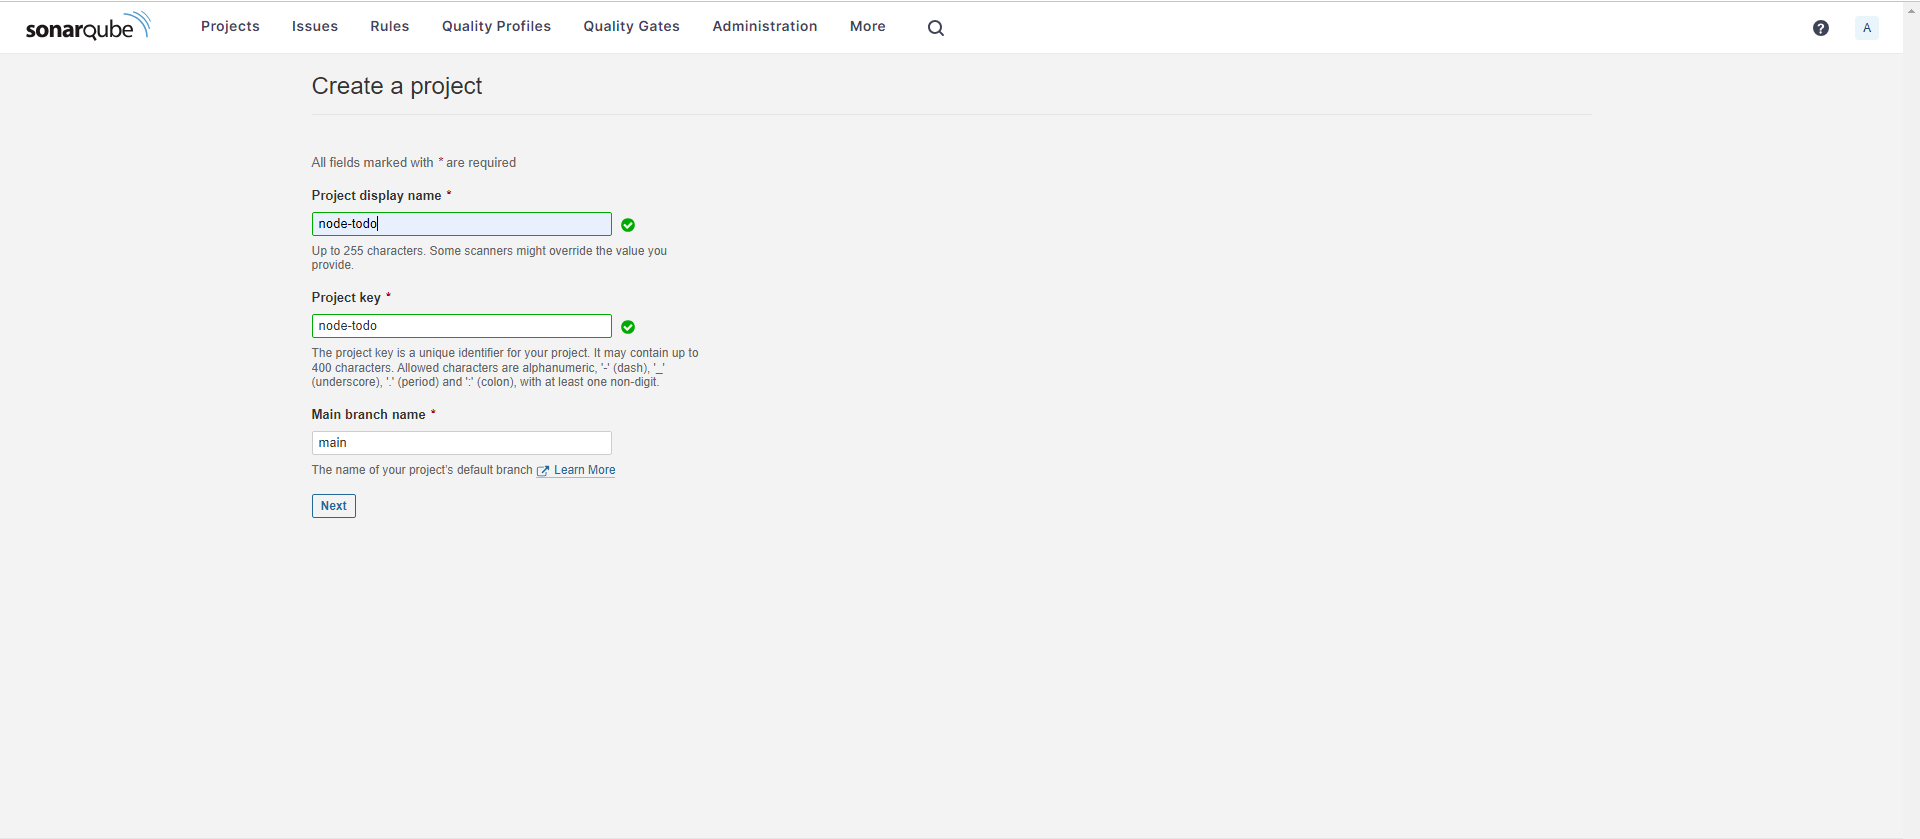 sonarqube Projects Issues Rules Quality Profiles Quality Gates Administration More ? A
Create a project
All fields marked with * are required
Project display name *
node-todo
Up to 255 characters. Some scanners might override the value you
provide.
Project key *
node-todo
The project key is a unique identifier for your project. It may contain up to
400 characters. Allowed characters are alphanumeric, '-' (dash), '_'
(underscore), '.' (period) and ':' (colon), with at least one non-digit.
Main branch name *
main
The name of your project's default branch Learn More
Next